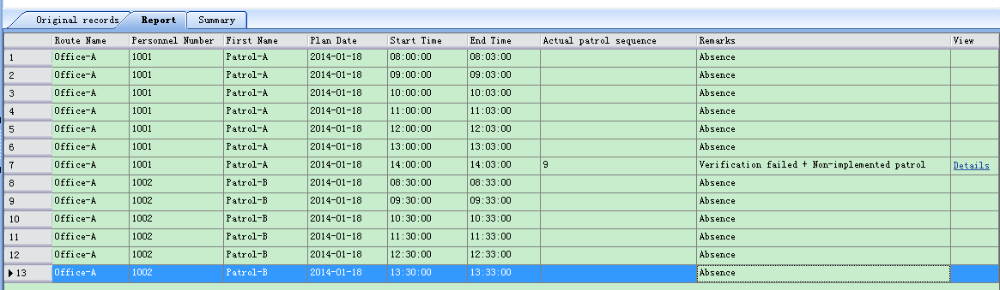 Original records Report Summary
Route Name Personnel Number First Name Plan Date Start Time End Time Actual patrol sequence Remarks View
1 Office-A 1001 Patrol-A 2014-01-18 08:00:00 08:03:00 Absence
2 Office-A 1001 Patrol-A 2014-01-18 09:00:00 09:03:00 Absence
3 Office-A 1001 Patrol-A 2014-01-18 10:00:00 10:03:00 Absence
4 Office-A 1001 Patrol-A 2014-01-18 11:00:00 11:03:00 Absence
5 Office-A 1001 Patrol-A 2014-01-18 12:00:00 12:03:00 Absence
6 Office-A 1001 Patrol-A 2014-01-18 13:00:00 13:03:00 Absence
7 Office-A 1001 Patrol-A 2014-01-18 14:00:00 14:03:00 9 Verification failed + Non-implemented patrol Details
8 Office-A 1002 Patrol-B 2014-01-18 08:30:00 08:33:00 Absence
9 Office-A 1002 Patrol-B 2014-01-18 09:30:00 09:33:00 Absence
10 Office-A 1002 Patrol-B 2014-01-18 10:30:00 10:33:00 Absence
11 Office-A 1002 Patrol-B 2014-01-18 11:30:00 11:33:00 Absence
12 Office-A 1002 Patrol-B 2014-01-18 12:30:00 12:33:00 Absence
13 Office-A 1002 Patrol-B 2014-01-18 13:30:00 13:33:00 Absence